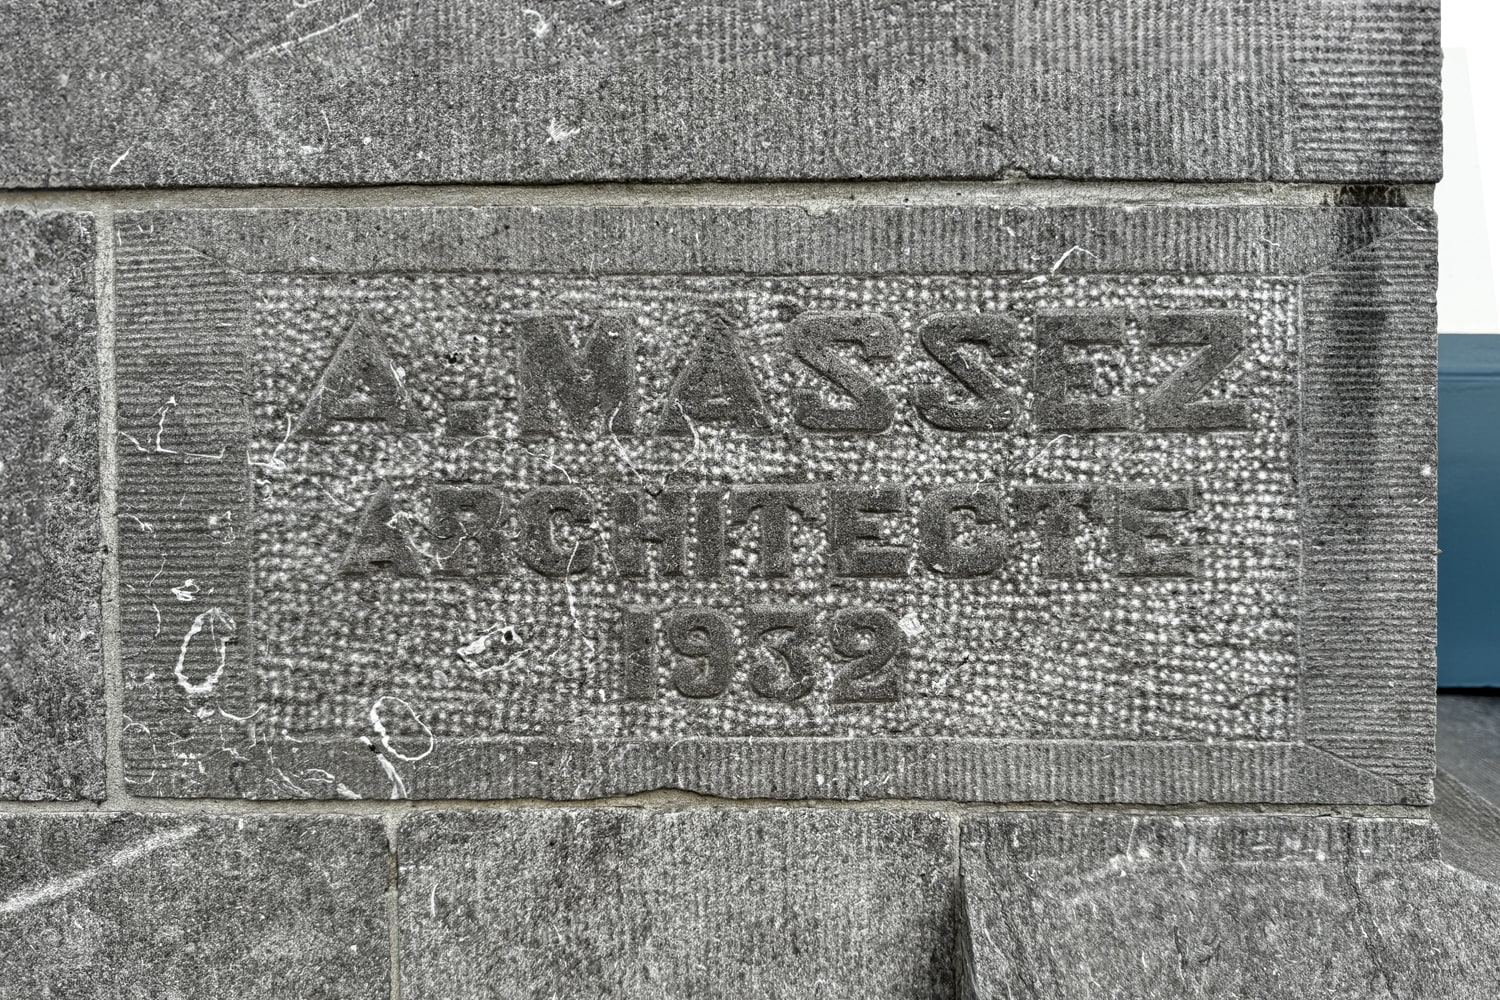 A. MASSEZ
ARCHITECTE
1932